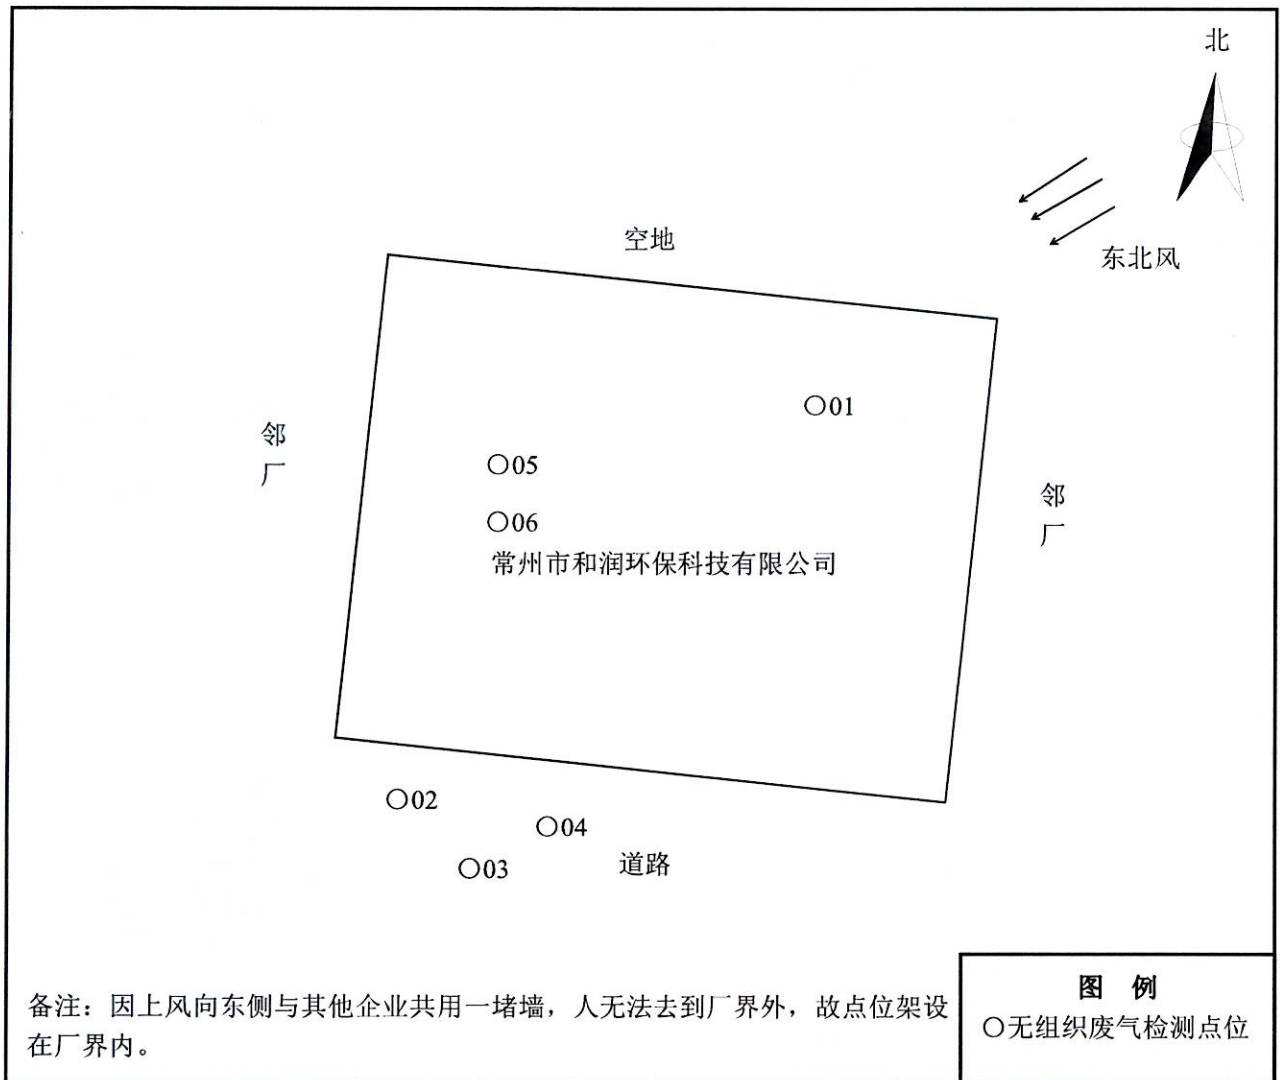 北
东北风
空地
○01
邻
厂
○05
邻
厂
○06
常州市和润环保科技有限公司
○02
○04
○03
道路
备注：因上风向东侧与其他企业共用一堵墙，人无法去到厂界外，故点位架设
在厂界内。
图 例
○无组织废气检测点位